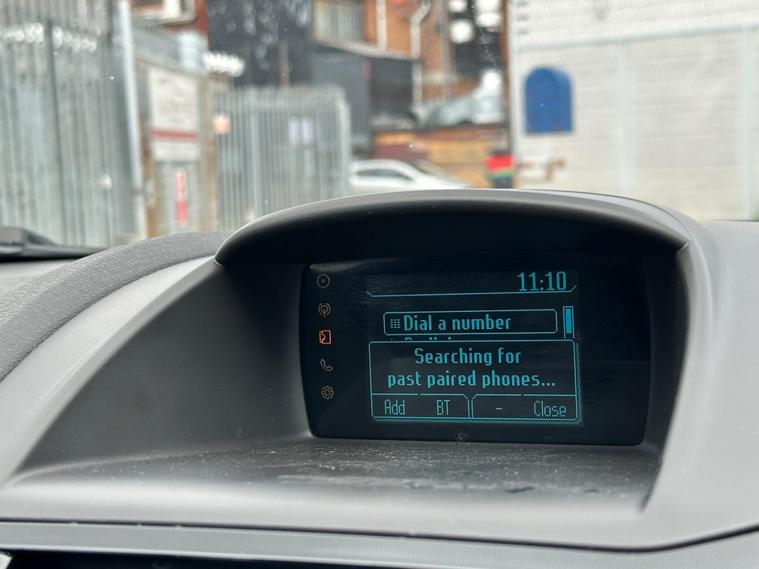 11:10
Dial a number
Searching for
past paired phones...
Add BT - Close